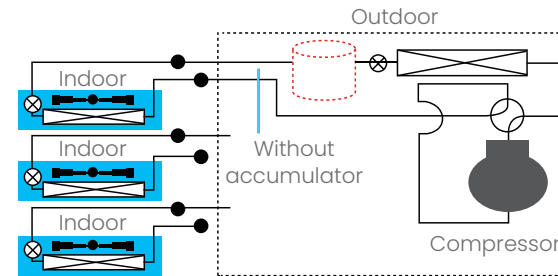 Outdoor
Indoor
Indoor
Without
accumulator
Indoor
Compressor